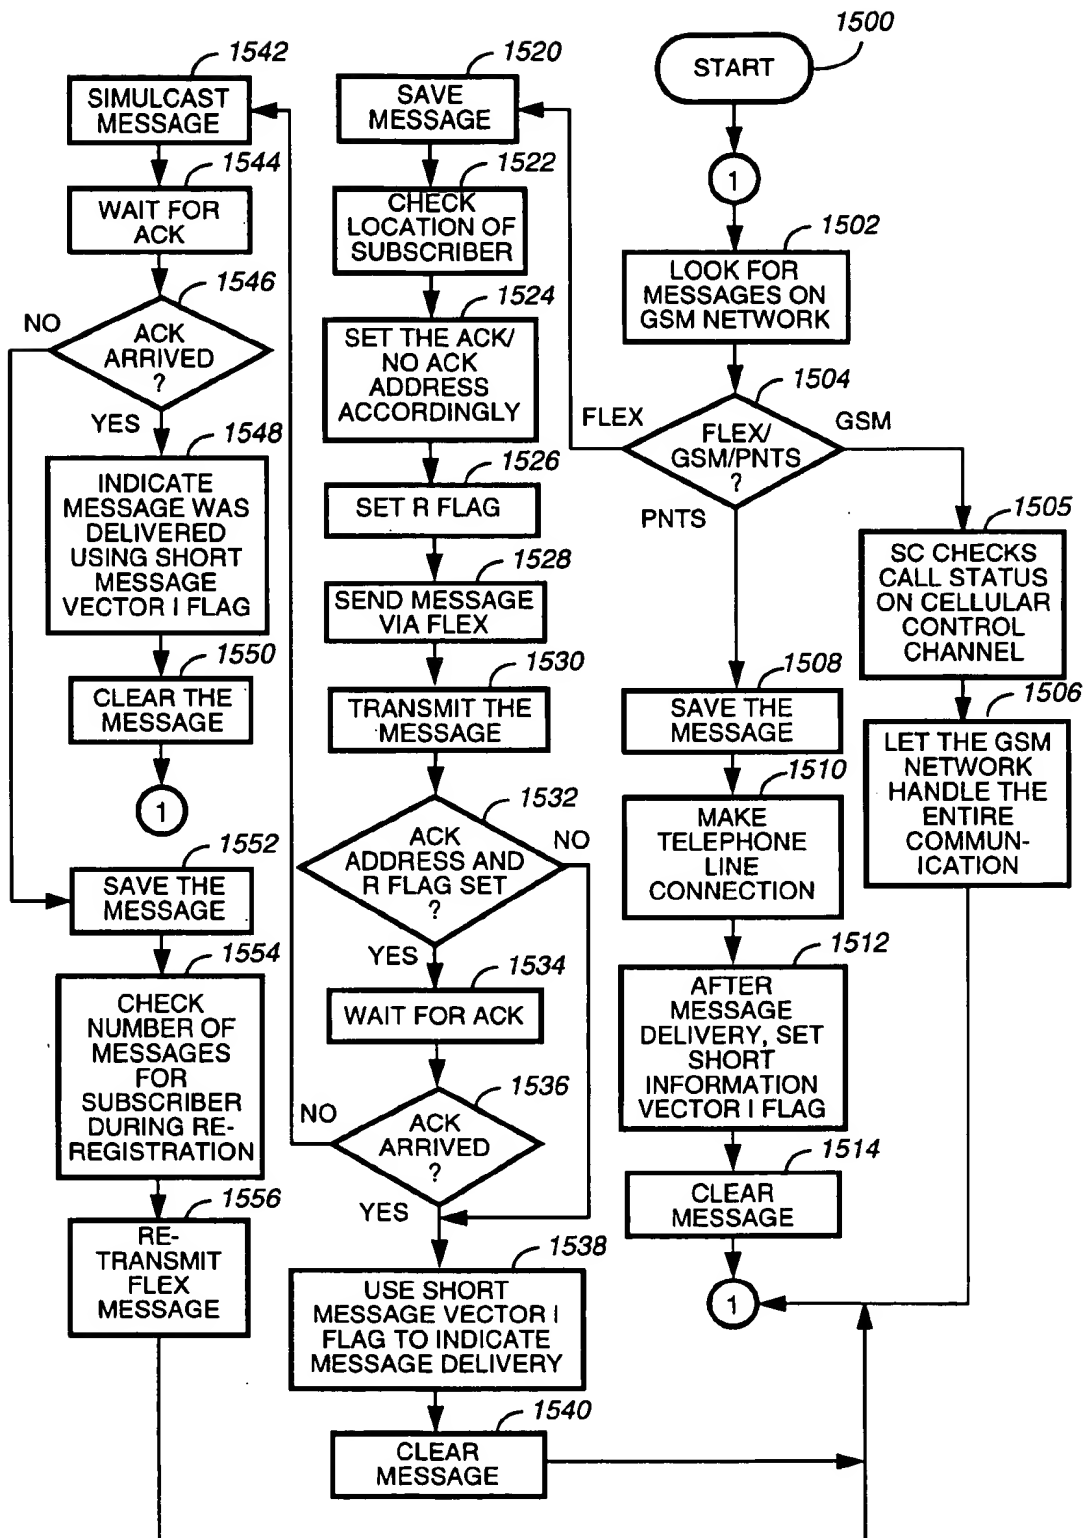 1500
START
1
1502
LOOK FOR
MESSAGES ON
GSM NETWORK
1504
FLEX
GSM
FLEX/
GSM/PNTS
?
PNTS
1505
SC CHECKS
CALL STATUS
ON CELLULAR
CONTROL
CHANNEL
1506
LET THE GSM
NETWORK
HANDLE THE
ENTIRE
COMMUN-
ICATION
1508
SAVE THE
MESSAGE
1510
MAKE
TELEPHONE
LINE
CONNECTION
1512
AFTER
MESSAGE
DELIVERY, SET
SHORT
INFORMATION
VECTOR I FLAG
1514
CLEAR
MESSAGE
1
1520
SAVE
MESSAGE
1522
CHECK
LOCATION OF
SUBSCRIBER
1524
SET THE ACK/
NO ACK
ADDRESS
ACCORDINGLY
1526
SET R FLAG
1528
SEND MESSAGE
VIA FLEX
1530
TRANSMIT THE
MESSAGE
1532
ACK
ADDRESS AND
R FLAG SET
?
NO
YES
1534
WAIT FOR ACK
1536
NO
ACK
ARRIVED
?
YES
1538
USE SHORT
MESSAGE VECTOR I
FLAG TO INDICATE
MESSAGE DELIVERY
1540
CLEAR
MESSAGE
1542
SIMULCAST
MESSAGE
1544
WAIT FOR
ACK
1546
NO
ACK
ARRIVED
?
YES
1548
INDICATE
MESSAGE WAS
DELIVERED
USING SHORT
MESSAGE
VECTOR I FLAG
1550
CLEAR THE
MESSAGE
1
1552
SAVE THE
MESSAGE
1554
CHECK
NUMBER OF
MESSAGES
FOR
SUBSCRIBER
DURING RE-
REGISTRATION
1556
RE-
TRANSMIT
FLEX
MESSAGE